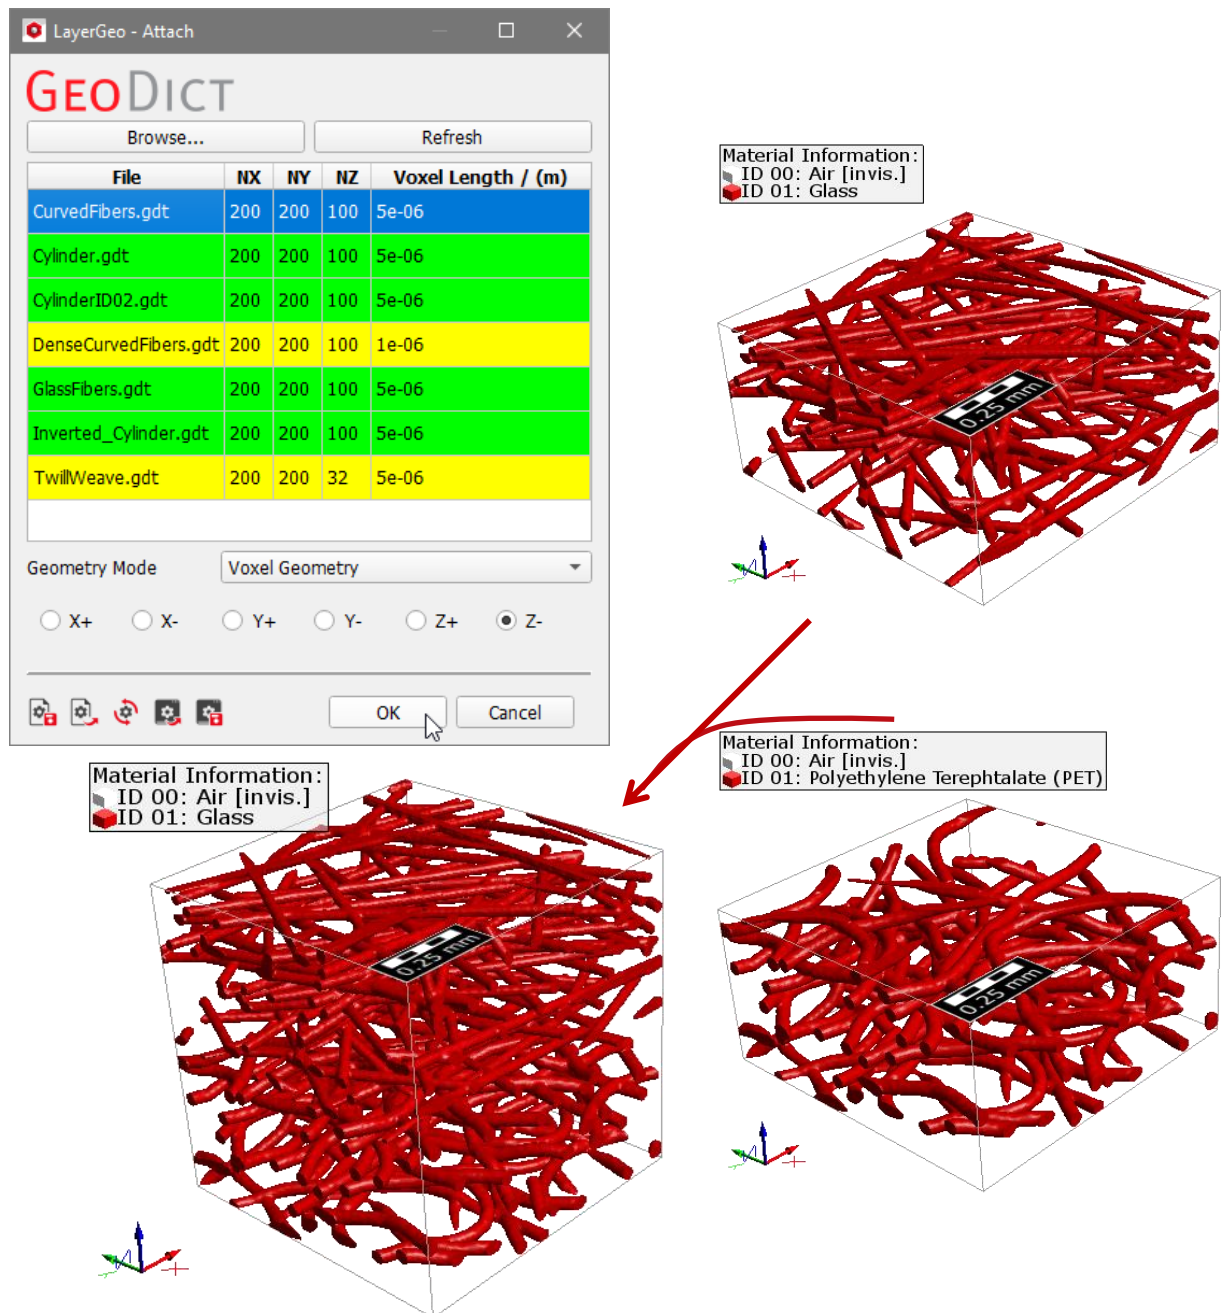 LayerGeo - Attach
GEODICT
Browse... Refresh
File NX NY NZ Voxel Length / (m)
CurvedFibers.gdt 200 200 100 5e-06
Cylinder.gdt 200 200 100 5e-06
CylinderID02.gdt 200 200 100 5e-06
DenseCurvedFibers.gdt 200 200 100 1e-06
GlassFibers.gdt 200 200 100 5e-06
Inverted_Cylinder.gdt 200 200 100 5e-06
TwillWeave.gdt 200 200 32 5e-06
Geometry Mode Voxel Geometry
X+ X- Y+ Y- Z+ Z-
OK Cancel
Material Information:
ID 00: Air [invis.]
ID 01: Glass
0.25 mm
Material Information:
ID 00: Air [invis.]
ID 01: Polyethylene Terephtalate (PET)
0.25 mm
Material Information:
ID 00: Air [invis.]
ID 01: Glass
0.25 mm